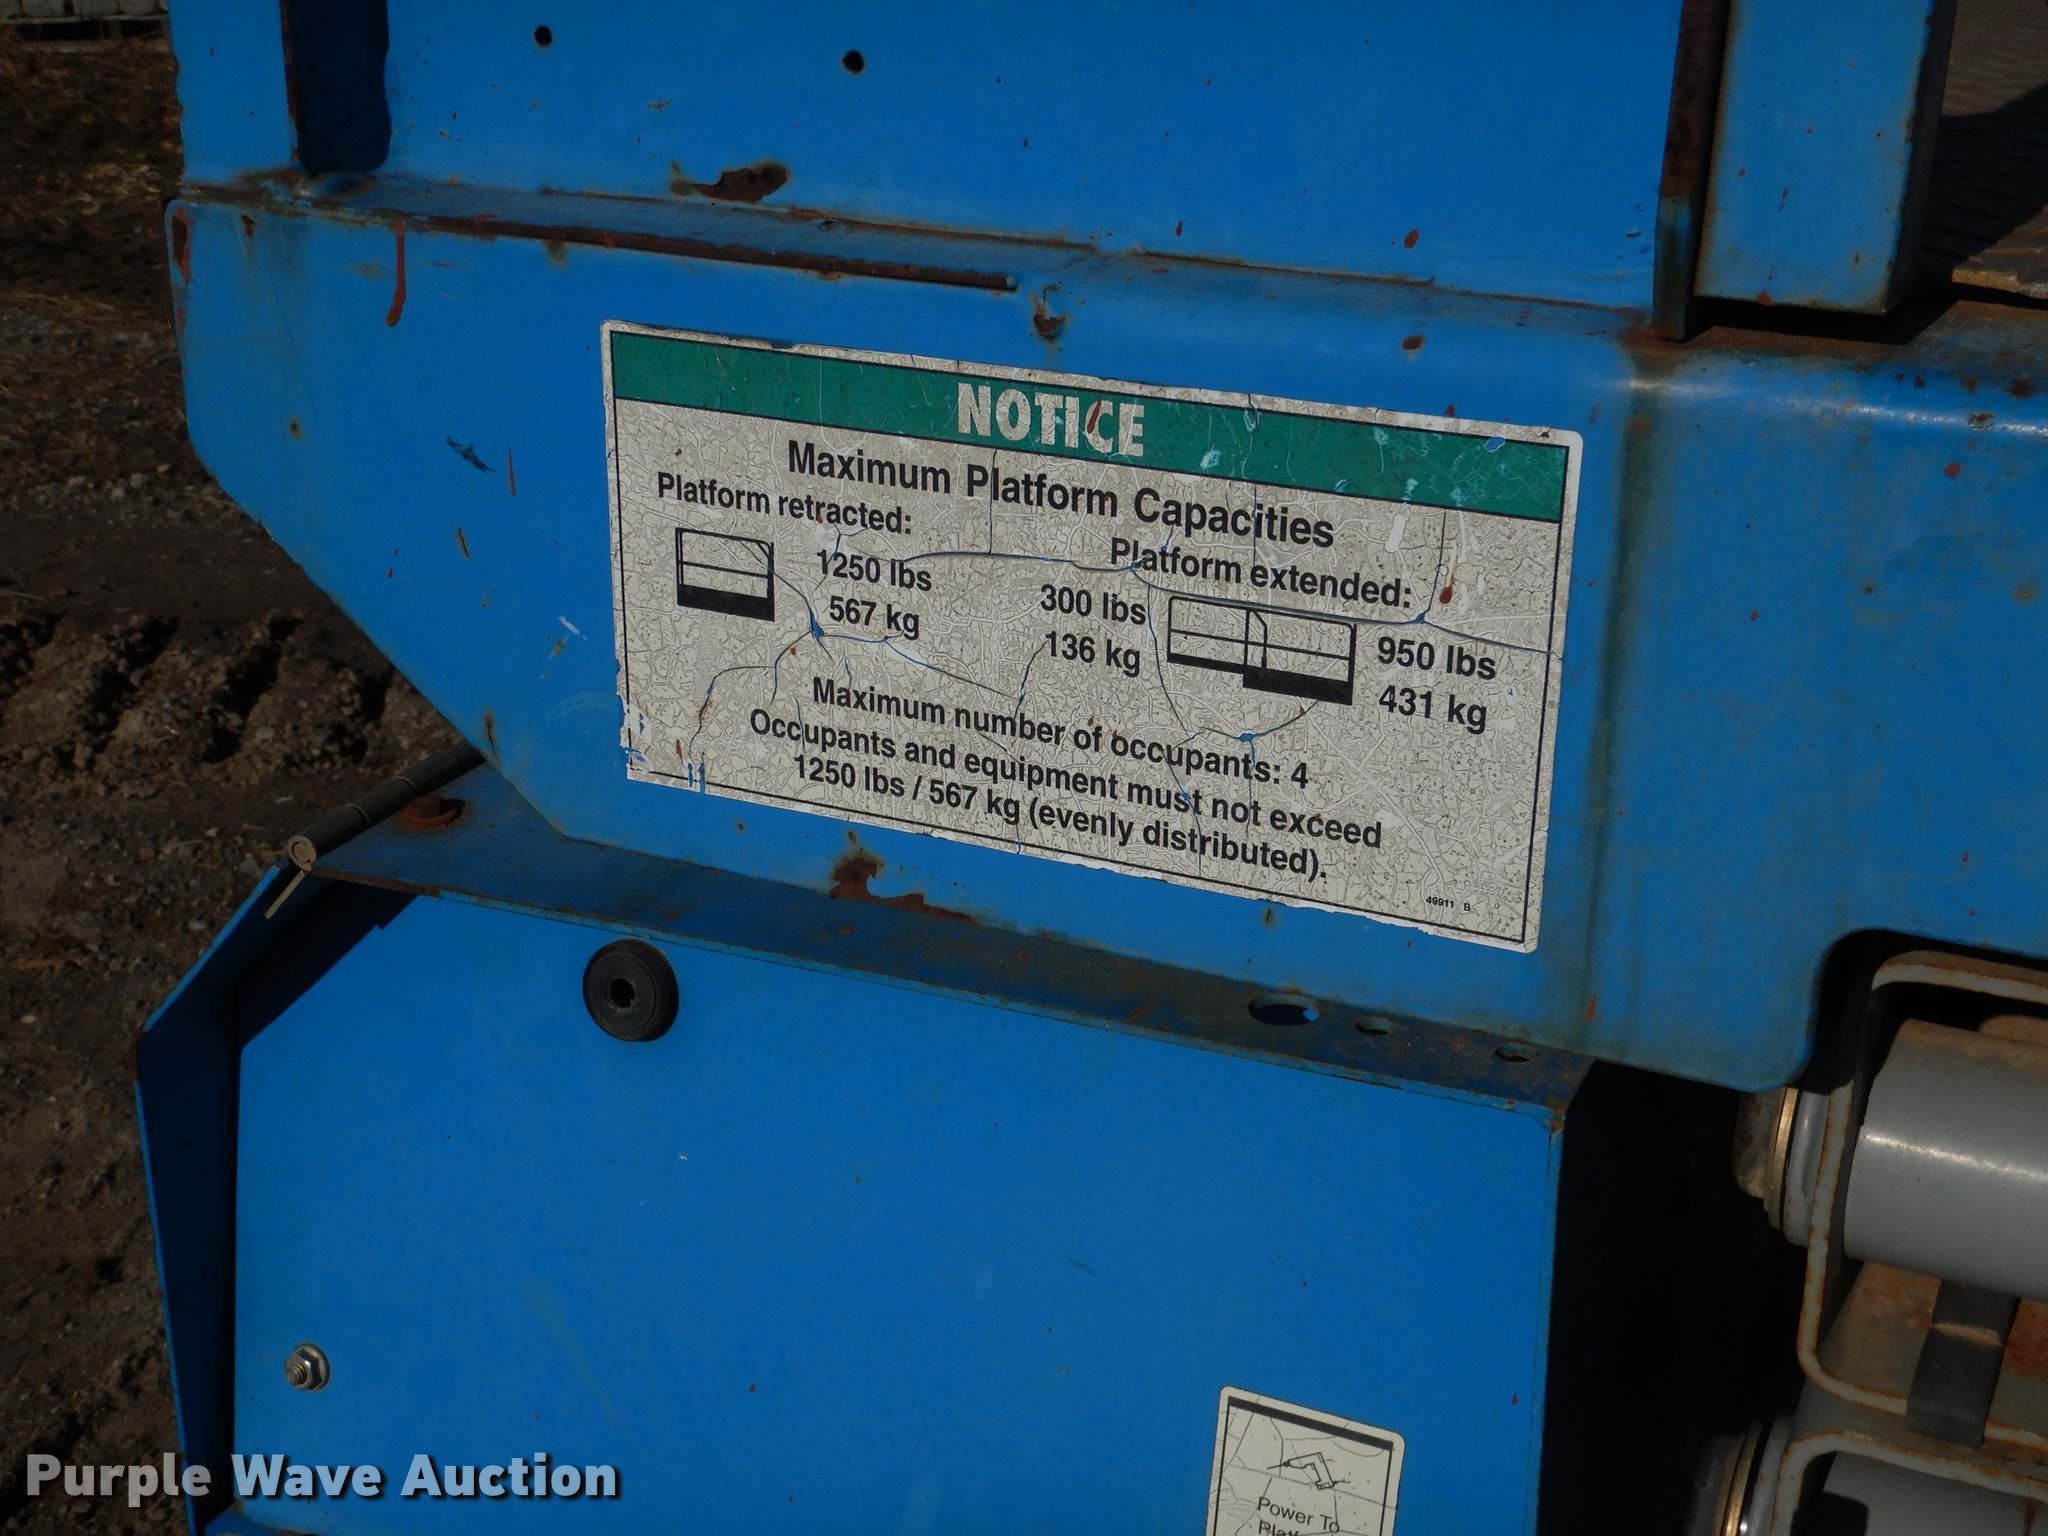 NOTICE
Maximum Platform Capacities
Platform retracted:
1250 lbs
567 kg
Platform extended:
300 lbs
136 kg
950 lbs
431 kg
Maximum number of occupants: 4
Occupants and equipment must not exceed
1250 lbs / 567 kg (evenly distributed).
49911 B
Power To
Purple Wave Auction